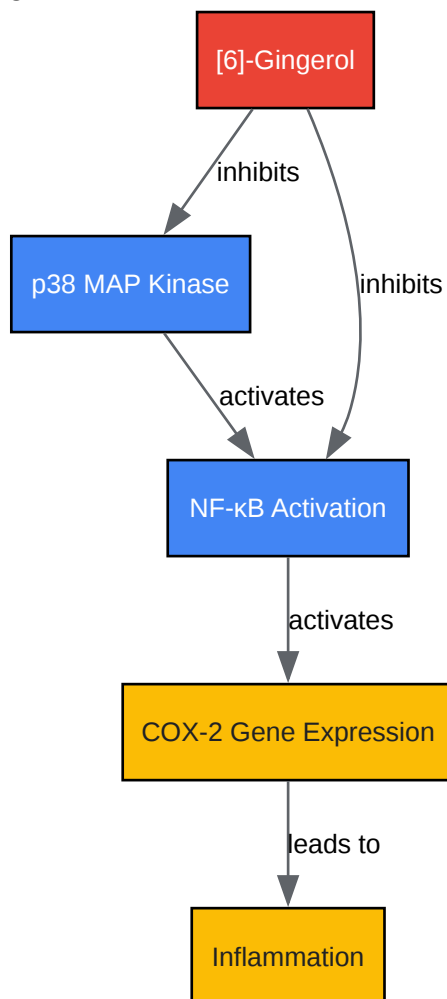 [6]-Gingerol
inhibits
p38 MAP Kinase
inhibits
activates
NF-κB Activation
activates
COX-2 Gene Expression
leads to
Inflammation